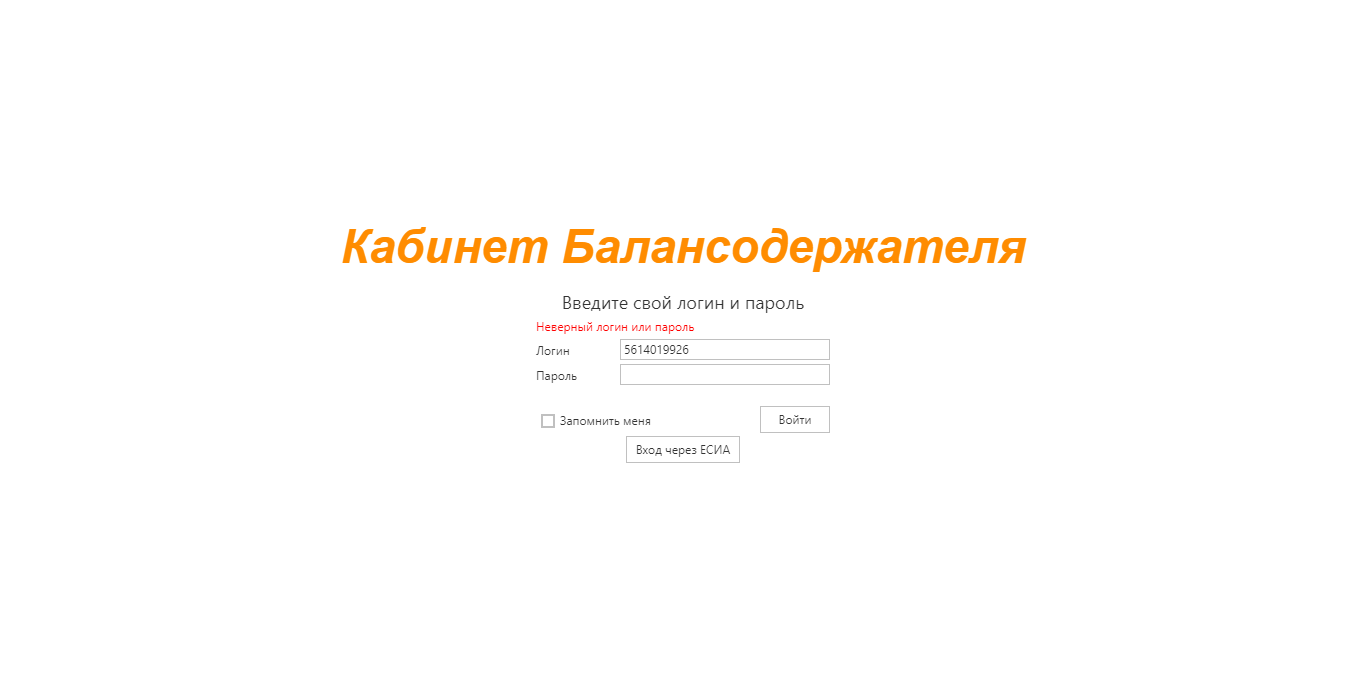 Кабинет Балансодержателя
Введите свой логин и пароль
Неверный логин или пароль
Логин 5614019926
Пароль
Запомнить меня Войти
Вход через ЕСИА